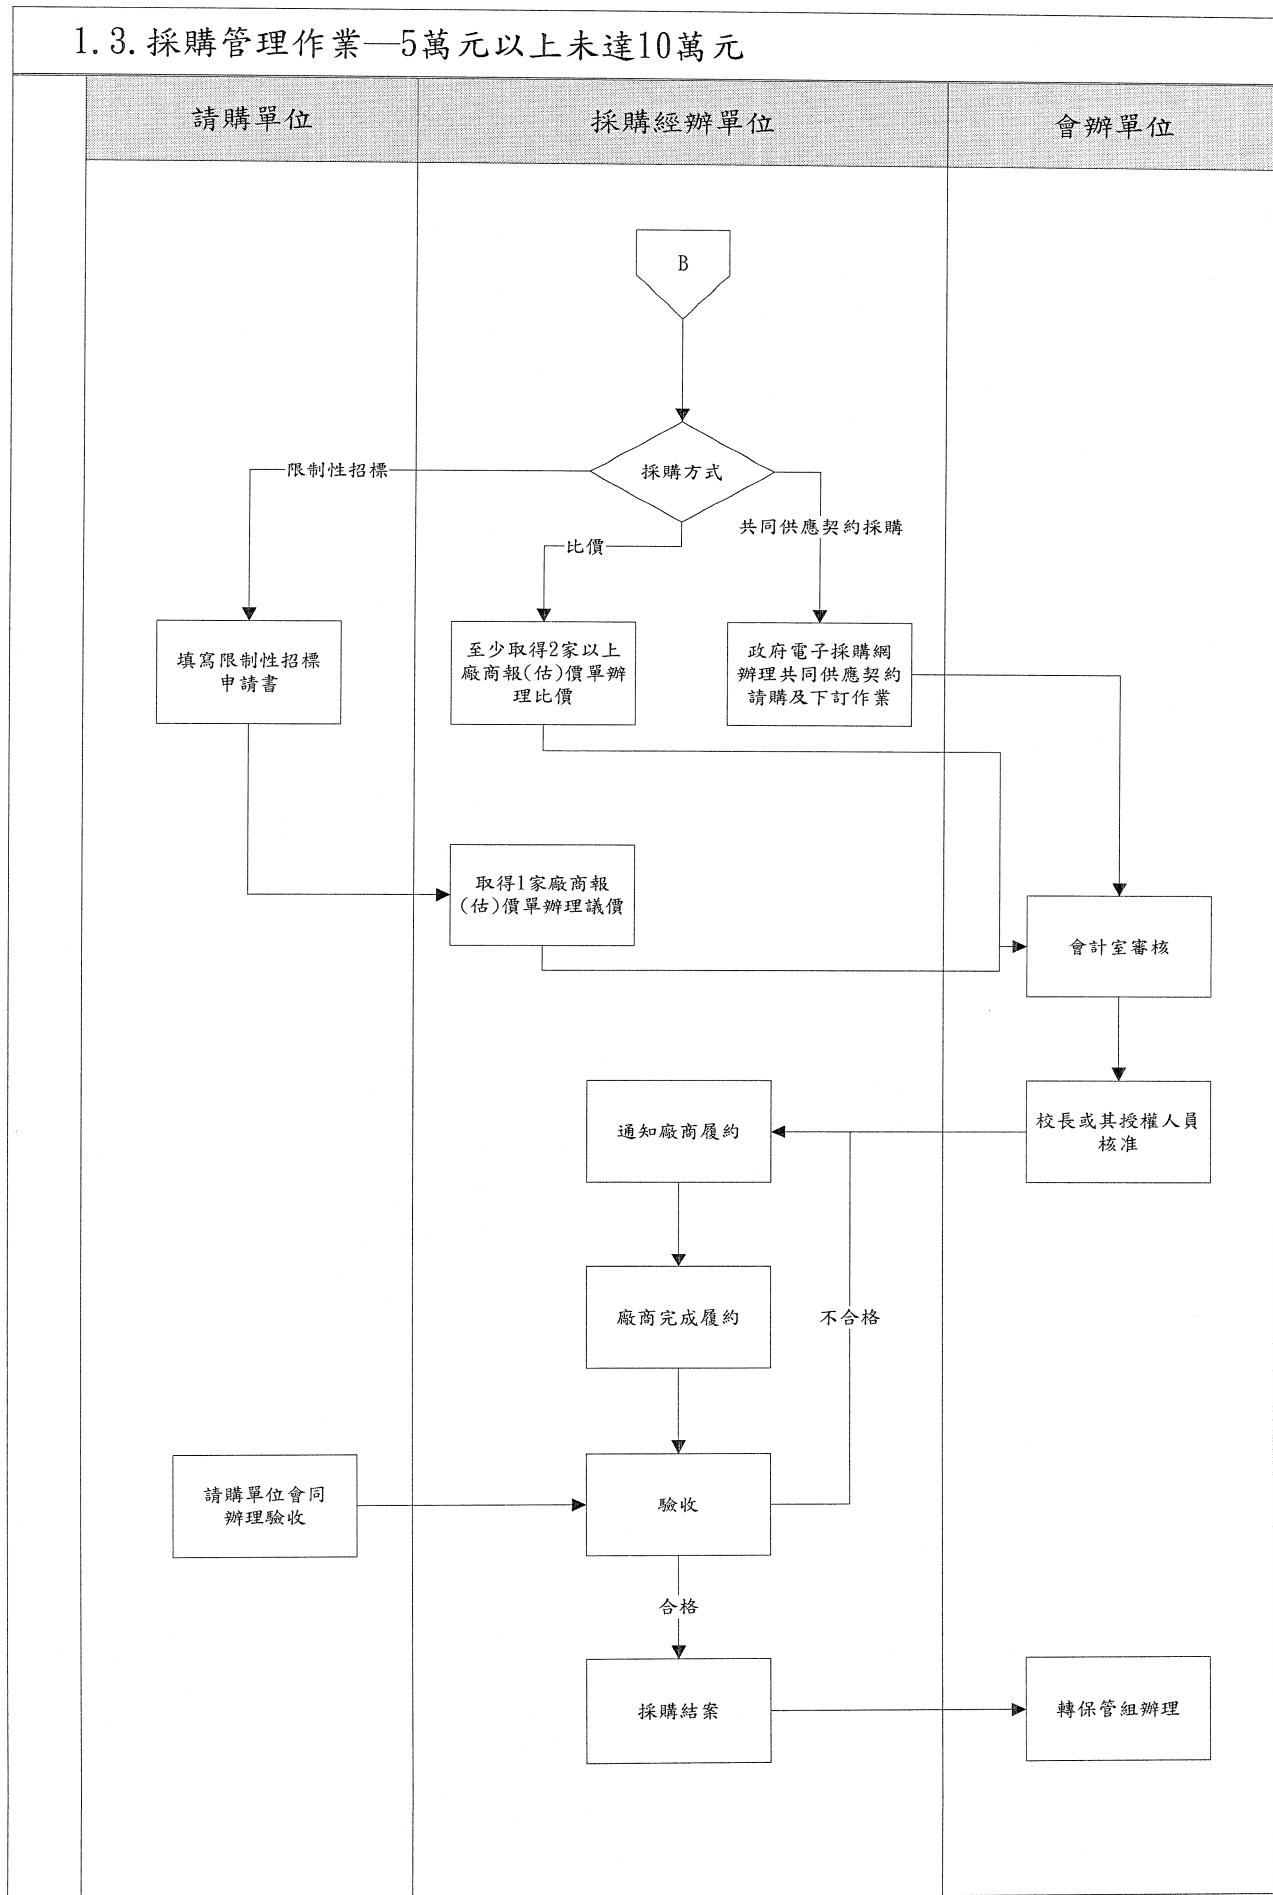 1.3.採購管理作業—5萬元以上未達10萬元
請購單位
採購經辦單位
會辦單位
B
採購方式
限制性招標
比價
共同供應契約採購
填寫限制性招標
申請書
至少取得2家以上
廠商報(估)價單辦
理比價
政府電子採購網
辦理共同供應契約
請購及下訂作業
取得1家廠商報
(估)價單辦理議價
會計室審核
通知廠商履約
校長或其授權人員
核准
廠商完成履約
不合格
請購單位會同
辦理驗收
驗收
合格
採購結案
轉保管組辦理